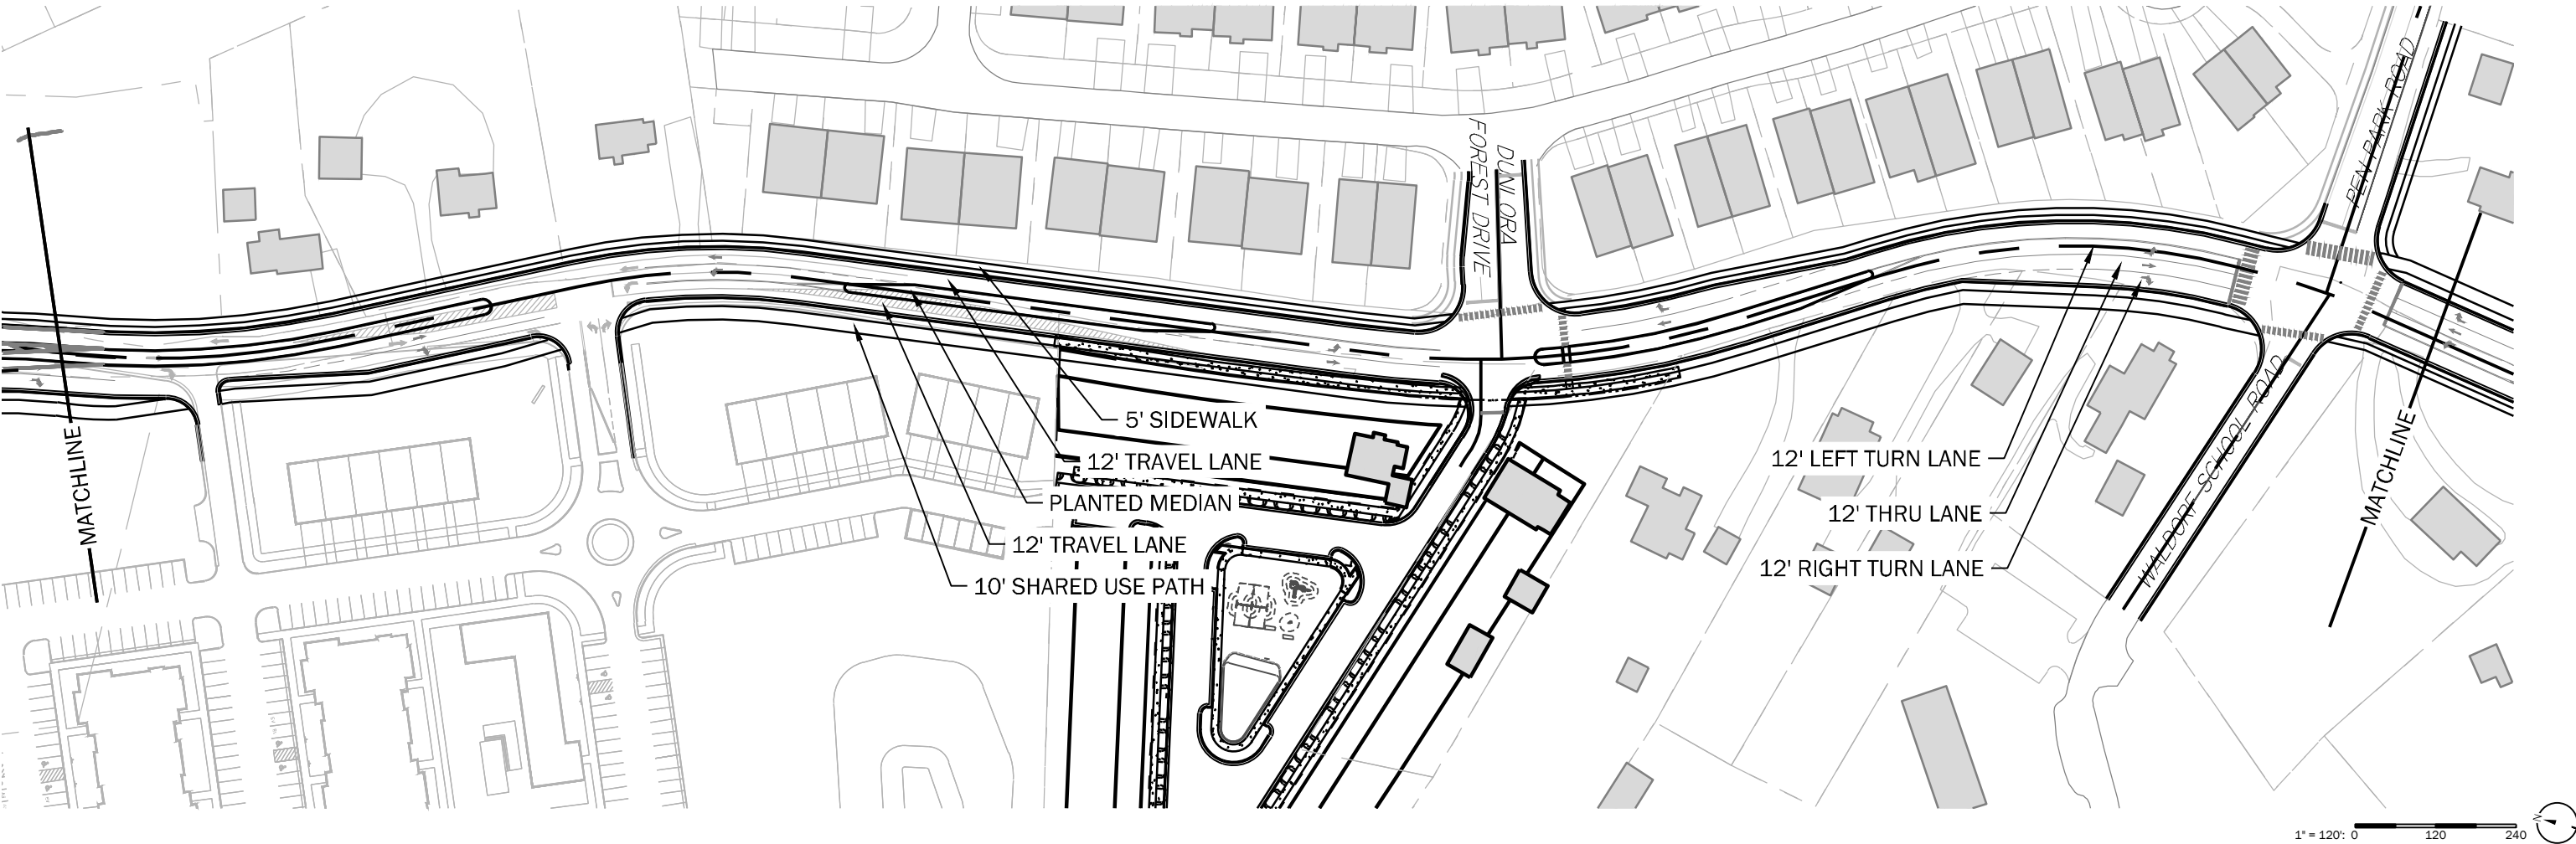 PEN PARK ROAD
FOREST DRIVE
DUNLORA
5' SIDEWALK
12' TRAVEL LANE
PLANTED MEDIAN
12' TRAVEL LANE
10' SHARED USE PATH
12' LEFT TURN LANE
12' THRU LANE
12' RIGHT TURN LANE
WALDORF SCHOOL ROAD
MATCHLINE
MATCHLINE
1" = 120': 0 120 240
N